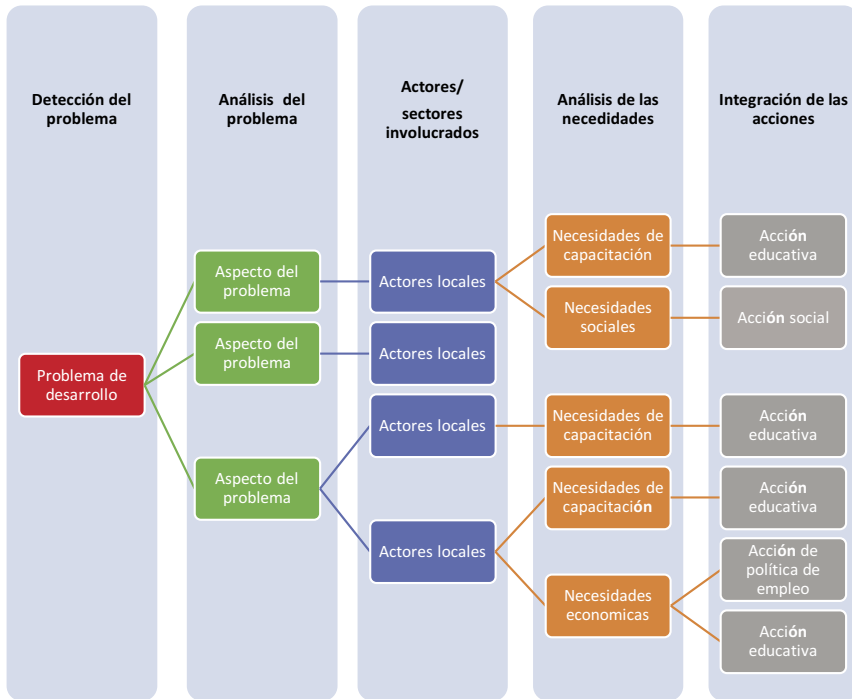 Detección del
problema
Análisis  del
problema
Actores/
sectores
involucrados
Análisis de las
necedidades
Integración de las
acciones
Problema de
desarrollo
Aspecto del
problema
Aspecto del
problema
Aspecto del
problema
Actores locales
Actores locales
Actores locales
Actores locales
Necesidades de
capacitación
Necesidades
sociales
Necesidades de
capacitación
Necesidades de
capacitación
Necesidades
economicas
Acción
educativa
Acción social
Acción
educativa
Acción
educativa
Acción de
política de
empleo
Acción
educativa